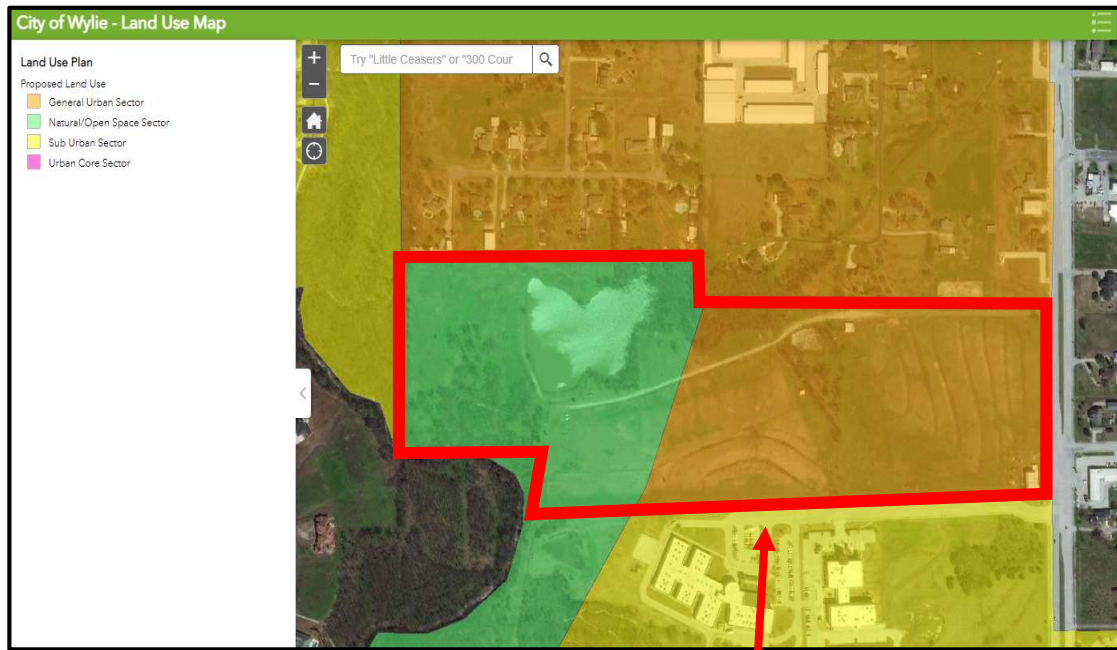 City of Wylie - Land Use Map
Land Use Plan
Proposed Land Use
General Urban Sector
Natural/Open Space Sector
Sub Urban Sector
Urban Core Sector
+
Try "Little Ceasers" or "300 Cour
−